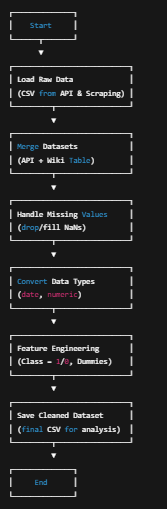 Start
Load Raw Data
(CSV from API & Scraping)
Merge Datasets
(API + Wiki Table)
Handle Missing Values
(drop/fill NaNs)
Convert Data Types
(date, numeric)
Feature Engineering
(Class = 1/0, Dummies)
Save Cleaned Dataset
(final CSV for analysis)
End